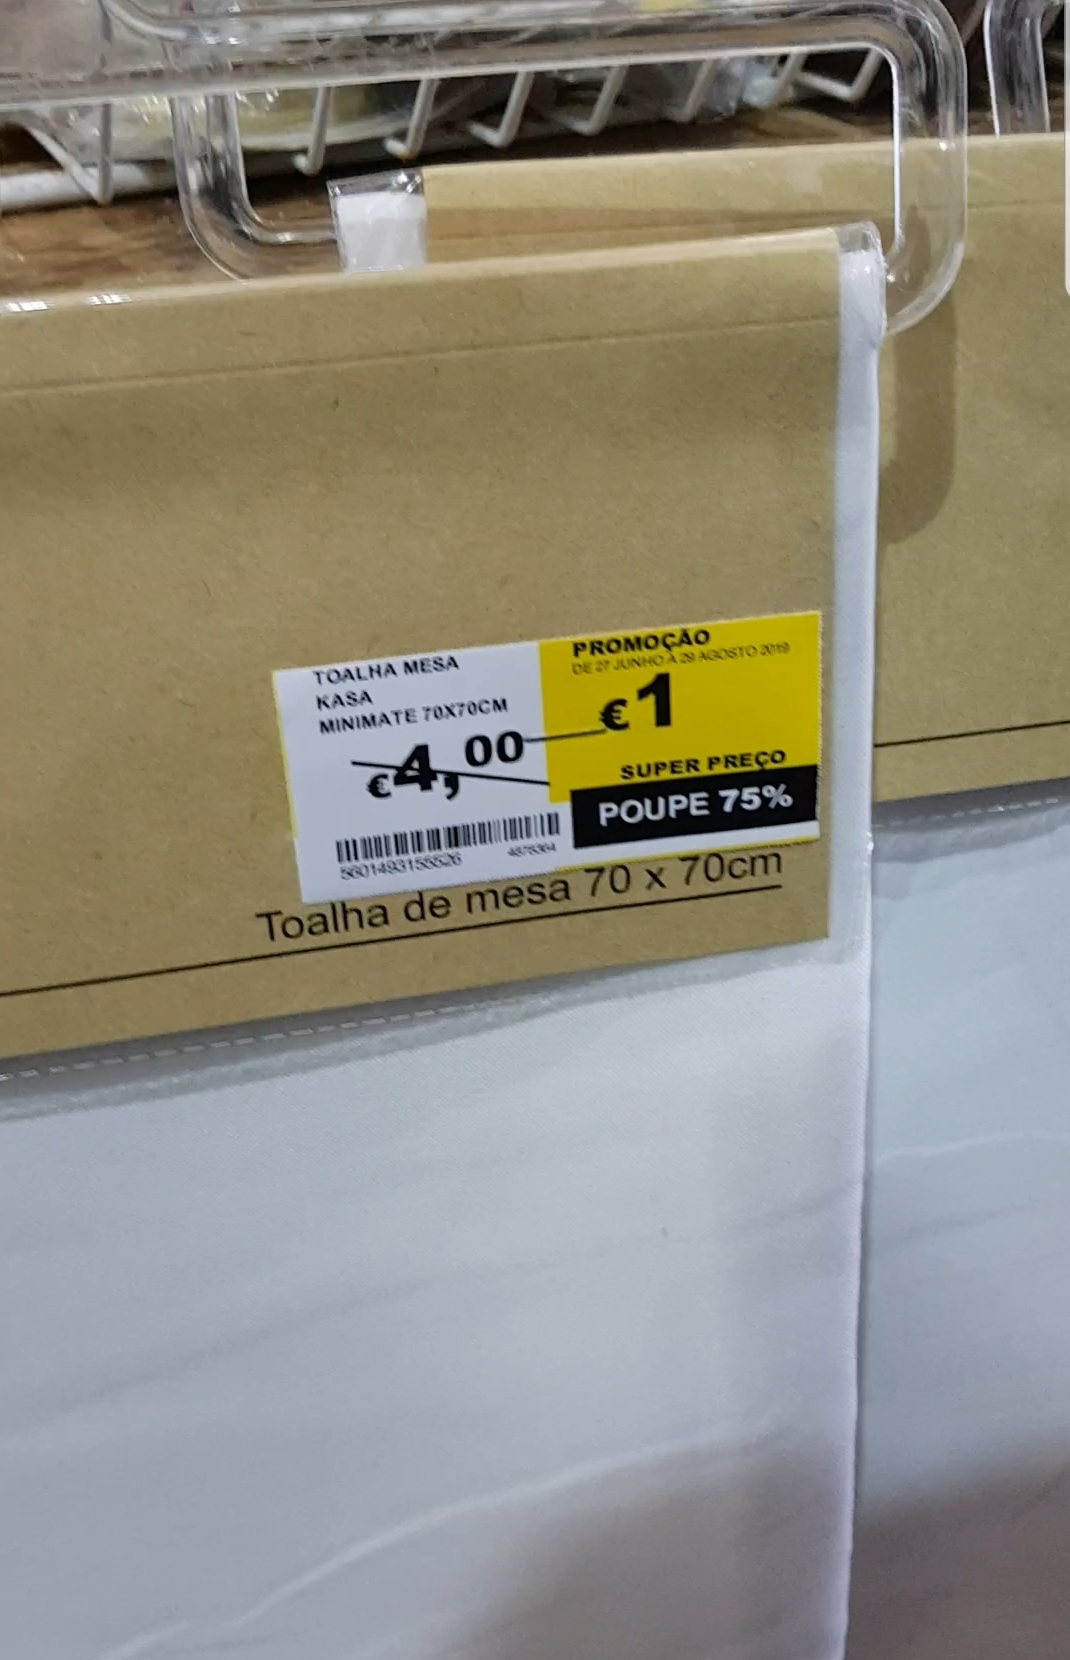 TOALHA MESA
KASA
MINIMATE 70X70CM
€4,00
5601493155526
4878364
PROMOÇÃO
DE 27 JUNHO A 29 AGOSTO 2019
€1
SUPER PREÇO
POUPE 75%
Toalha de mesa 70 x 70cm